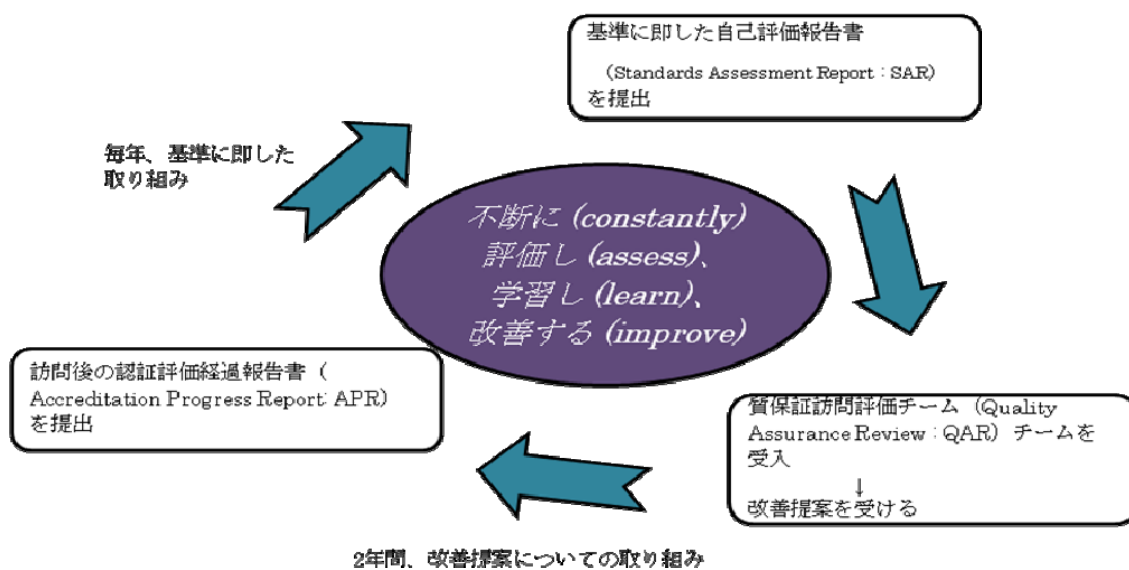 基準に即した自己評価報告書
（Standards Assessment Report：SAR）
を提出
毎年、基準に即した
取り組み
不断に (constantly)
評価し (assess)、
学習し (learn)、
改善する (improve)
訪問後の認証評価経過報告書（
Accreditation Progress Report: APR）
を提出
質保証訪問評価チーム（Quality
Assurance Review：QAR）チームを
受入
↓
改善提案を受ける
2年間、改善提案についての取り組み